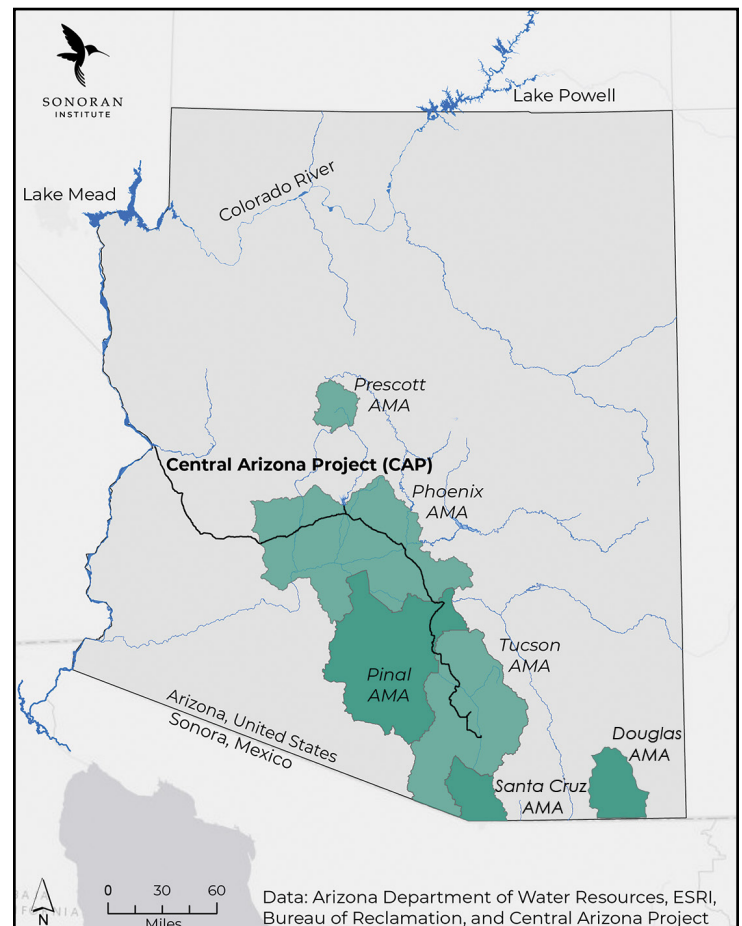 SONORAN
INSTITUTE
Lake Powell
Lake Mead
Colorado River
Prescott
AMA
Central Arizona Project (CAP)
Phoenix
AMA
Tucson
AMA
Pinal
AMA
Arizona, United States
Sonora, Mexico
Douglas
AMA
Santa Cruz
AMA
0 30 60
Miles
N
Data: Arizona Department of Water Resources, ESRI,
Bureau of Reclamation, and Central Arizona Project